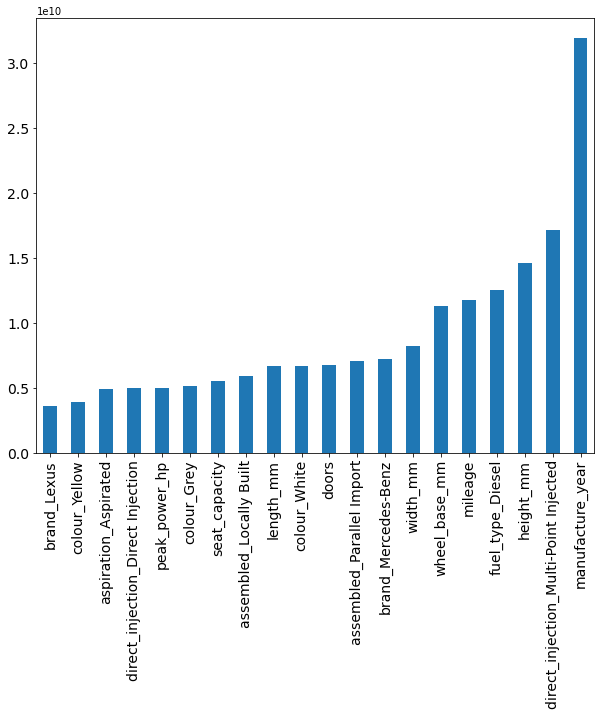 1e10
3.0
2.5
2.0
1.5
1.0
0.5
0.0
brand_Lexus
colour_Yellow
aspiration_Aspirated
direct_injection_Direct Injection
peak_power_hp
colour_Grey
seat_capacity
assembled_Locally Built
length_mm
colour_White
doors
assembled_Parallel Import
brand_Mercedes-Benz
width_mm
wheel_base_mm
mileage
fuel_type_Diesel
height_mm
direct_injection_Multi-Point Injected
manufacture_year